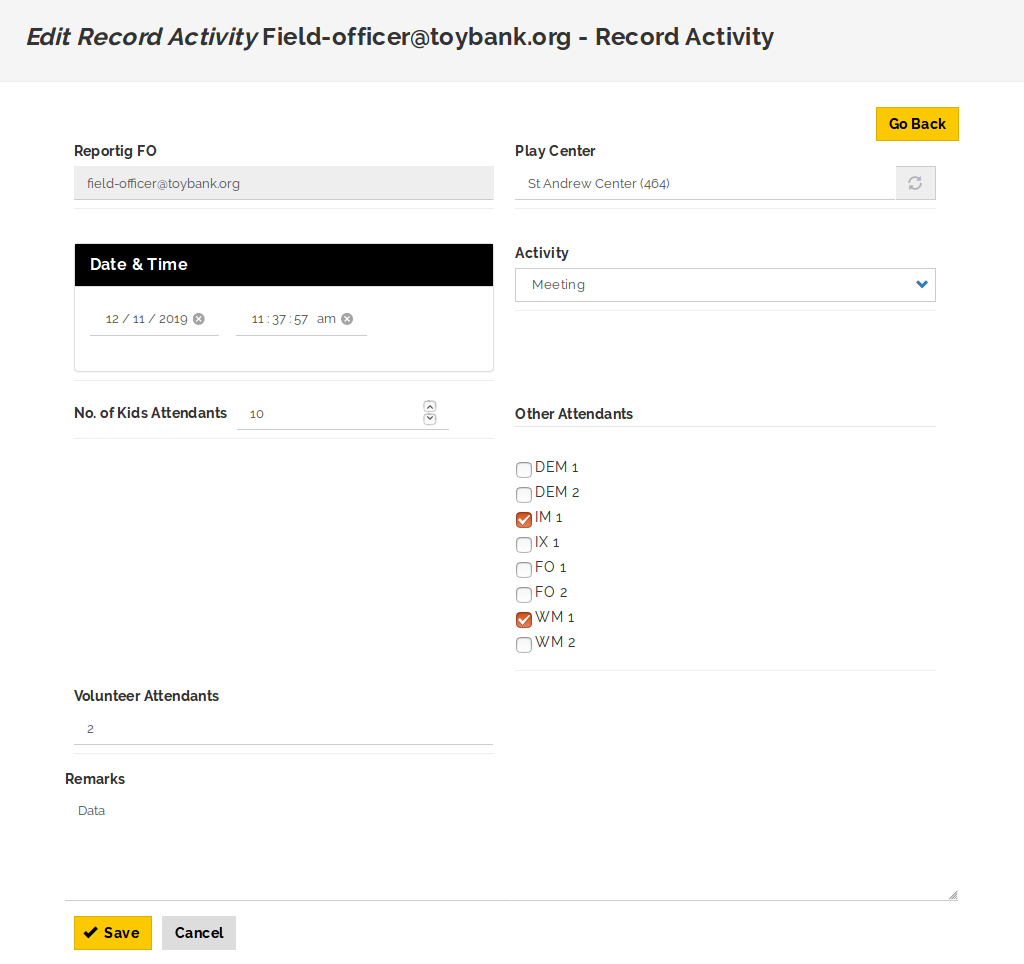 Edit Record Activity Field-officer@toybank.org - Record Activity
Go Back
Reportig FO
Play Center
field-officer@toybank.org
St Andrew Center (464)
Date & Time
Activity
Meeting
12 / 11 / 2019
11 : 37 : 57 am
No. of Kids Attendants
10
Other Attendants
DEM 1
DEM 2
IM 1
IX 1
FO 1
FO 2
WM 1
WM 2
Volunteer Attendants
2
Remarks
Data
Save
Cancel